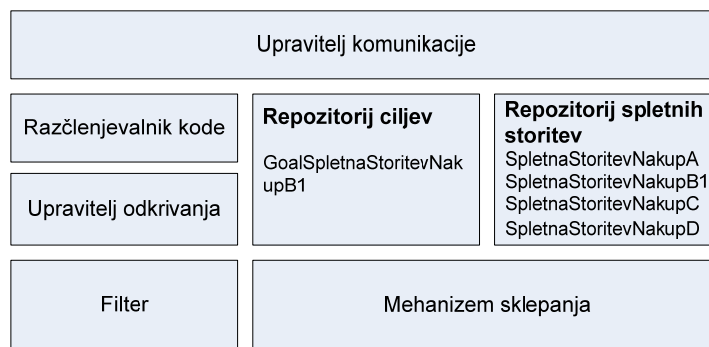 Upravitelj komunikacije
Razčlenjevalnik kode
Upravitelj odkrivanja
Repozitorij ciljev
GoalSpletnaStoritevNak
upB1
Repozitorij spletnih
storitev
SpletnaStoritevNakupA
SpletnaStoritevNakupB1
SpletnaStoritevNakupC
SpletnaStoritevNakupD
Filter
Mehanizem sklepanja